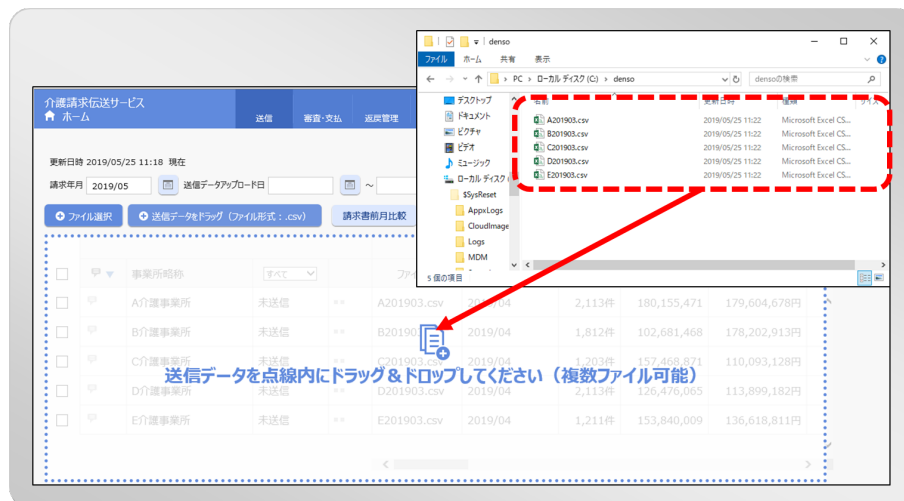 denso
ファイル ホーム 共有 表示
PC > ローカル ディスク (C:) > denso
densoの検索
デスクトップ
ドキュメント
ピクチャ
ビデオ
ミュージック
ローカル ディスク (
$SysReset
AppxLogs
CloudImage
Logs
MDM
5 個の項目
名前 更新日時 種類 サイズ
A201903.csv 2019/05/25 11:22 Microsoft Excel CS...
B201903.csv 2019/05/25 11:22 Microsoft Excel CS...
C201903.csv 2019/05/25 11:22 Microsoft Excel CS...
D201903.csv 2019/05/25 11:22 Microsoft Excel CS...
E201903.csv 2019/05/25 11:22 Microsoft Excel CS...
介護請求伝送サービス
ホーム 送信 審査・支払 返戻管理
更新日時 2019/05/25 11:18 現在
請求年月 2019/05 送信データアップロード日 ～
ファイル選択 送信データをドラッグ（ファイル形式：.csv） 請求書前月比較
事業所略称 すべて
A介護事業所 未送信 A201903.csv 2019/04 2,113件 180,155,471 179,604,678円
B介護事業所 未送信 B201903 2019/04 1,812件 102,681,468 178,202,913円
C介護事業所 未送信 C201903.csv 2019/04 1,203件 157,468,871 110,093,128円
送信データを点線内にドラッグ＆ドロップしてください（複数ファイル可能）
D介護事業所 未送信 D201903.csv 2019/04 2,113件 126,476,065 113,899,182円
E介護事業所 未送信 E201903.csv 2019/04 1,211件 153,840,009 136,618,811円